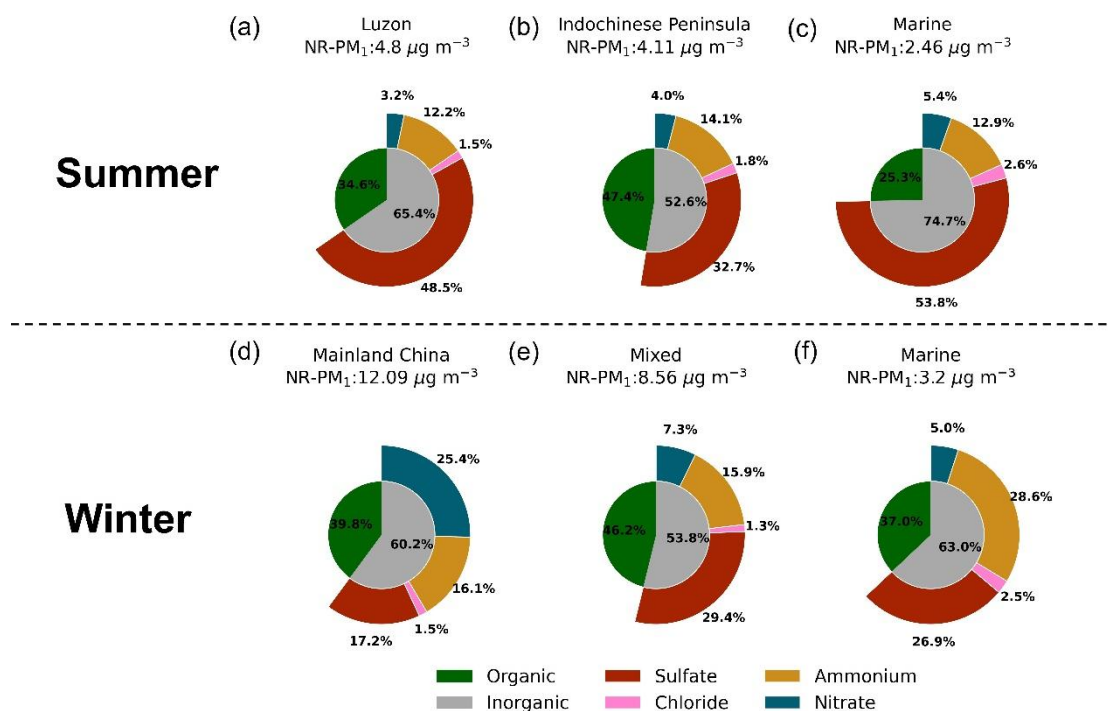 (a)
Luzon
NR-PM₁:4.8 μg m⁻³
(b)
Indochinese Peninsula
NR-PM₁:4.11 μg m⁻³
(c)
Marine
NR-PM₁:2.46 μg m⁻³
Summer
3.2%
12.2%
1.5%
34.6%
65.4%
48.5%
4.0%
14.1%
1.8%
47.4%
52.6%
32.7%
5.4%
12.9%
2.6%
25.3%
74.7%
53.8%
(d)
Mainland China
NR-PM₁:12.09 μg m⁻³
(e)
Mixed
NR-PM₁:8.56 μg m⁻³
(f)
Marine
NR-PM₁:3.2 μg m⁻³
Winter
25.4%
39.8%
60.2%
16.1%
1.5%
17.2%
7.3%
15.9%
46.2%
53.8%
1.3%
29.4%
5.0%
28.6%
37.0%
63.0%
2.5%
26.9%
Organic
Sulfate
Ammonium
Inorganic
Chloride
Nitrate